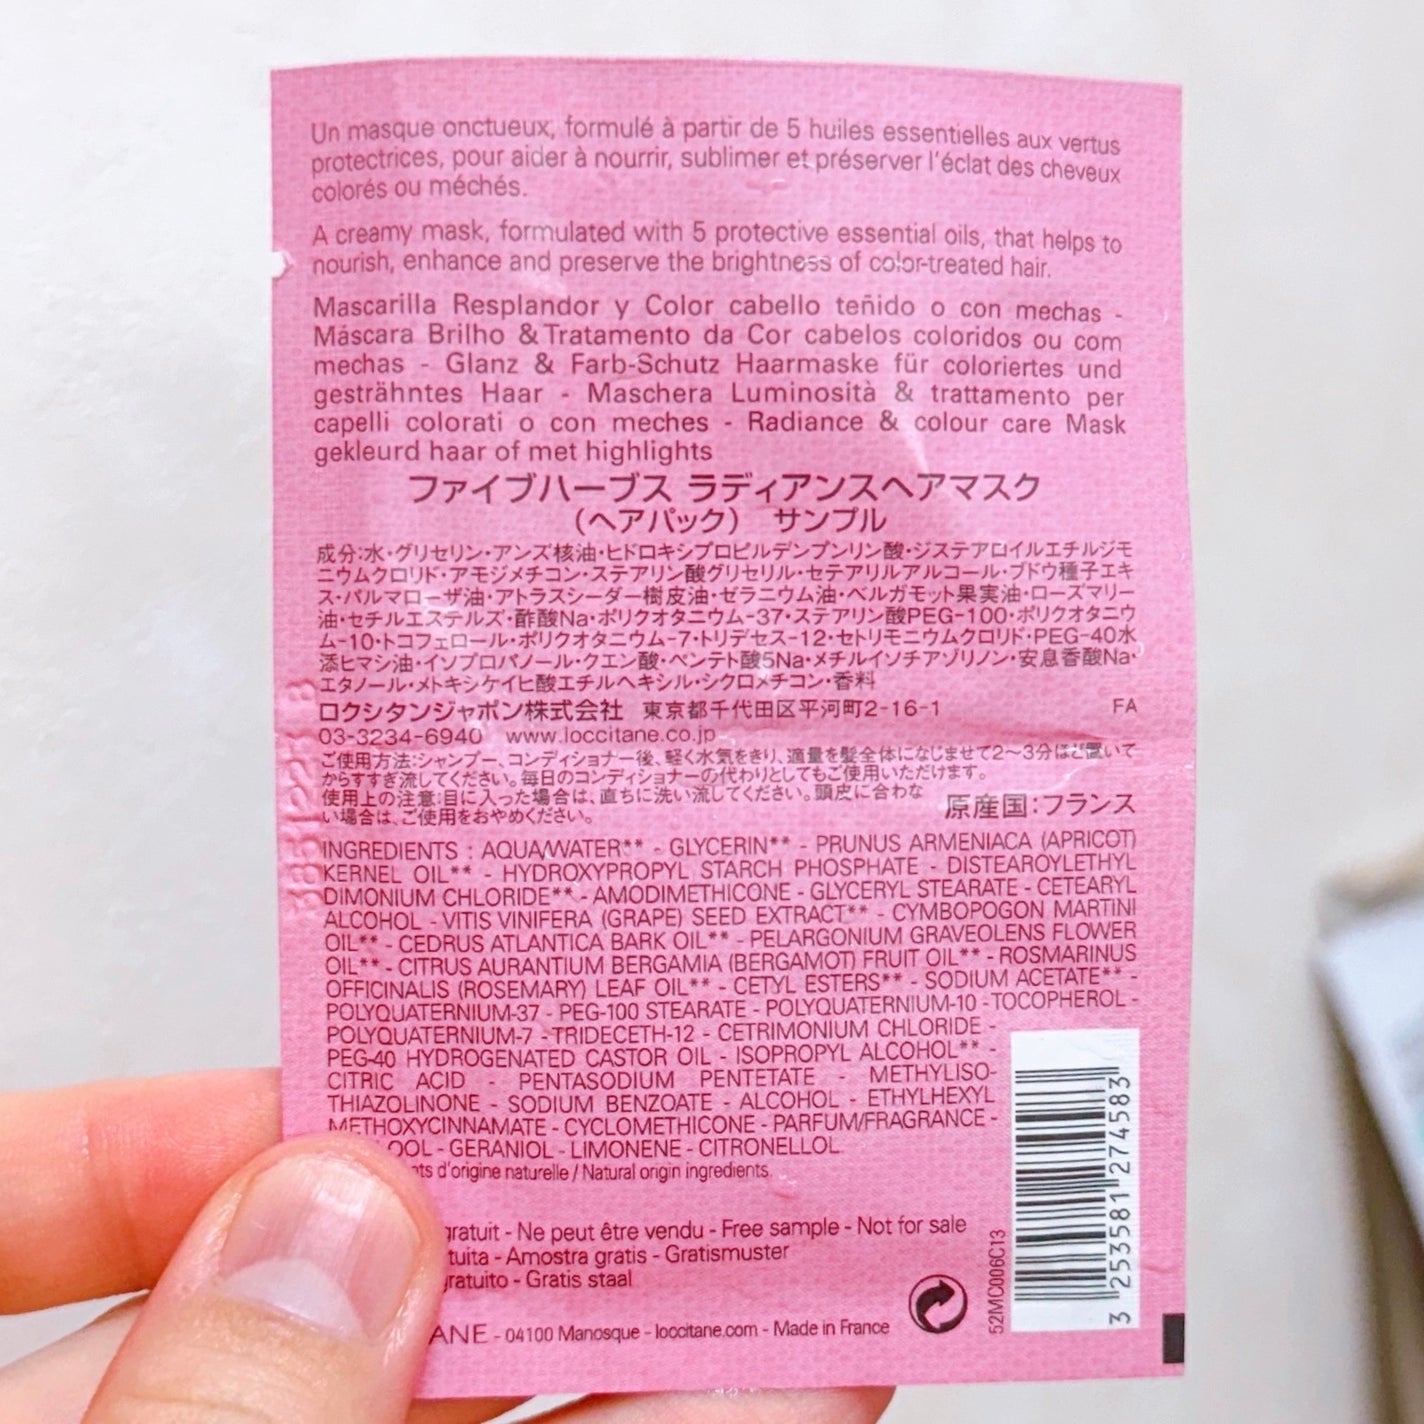 Un masque onctueux, formulé à partir de 5 huiles essentielles aux vertus
protectrices, pour aider à nourrir, sublimer et préserver l'éclat des cheveux
colorés ou méchés.
A creamy mask, formulated with 5 protective essential oils, that helps to
nourish, enhance and preserve the brightness of color-treated hair.
Mascarilla Resplandor y Color cabello teñido o con mechas -
Máscara Brilho & Tratamento da Cor cabelos coloridos ou com
mechas - Glanz & Farb-Schutz Haarmaske für coloriertes und
gesträhntes Haar - Maschera Luminosità & trattamento per
capelli colorati o con meches - Radiance & colour care Mask
gekleurd haar of met highlights
ファイブハーブス ラディアンスヘアマスク
（ヘアパック） サンプル
成分:水・グリセリン・アンズ核油・ヒドロキシプロピルデンプンリン酸・ジステアロイルエチルジモ
ニウムクロリド・アモジメチコン・ステアリン酸グリセリル・セテアリルアルコール・ブドウ種子エキ
ス・パルマローザ油・アトラスシーダー樹皮油・ゼラニウム油・ベルガモット果実油・ローズマリー
油・セチルエステルズ・酢酸Na・ポリクオタニウム-37・ステアリン酸PEG-100・ポリクオタニウ
ム-10・トコフェロール・ポリクオタニウム-7・トリデセス-12・セトリモニウムクロリド・PEG-40水
添ヒマシ油・イソプロパノール・クエン酸・ペンテト酸5Na・メチルイソチアゾリノン・安息香酸Na・
エタノール・メトキシケイヒ酸エチルヘキシル・シクロメチコン・香料
ロクシタンジャポン株式会社 東京都千代田区平河町2-16-1 FA
03-3234-6940 www.loccitane.co.jp
ご使用方法:シャンプー、コンディショナー後、軽く水気をきり、適量を髪全体になじませて2〜3分ほど置いて
からすすぎ流してください。毎日のコンディショナーの代わりとしてもご使用いただけます。
使用上の注意:目に入った場合は、直ちに洗い流してください。頭皮に合わな
い場合は、ご使用をおやめください。
原産国:フランス
INGREDIENTS : AQUA/WATER** - GLYCERIN** - PRUNUS ARMENIACA (APRICOT)
KERNEL OIL** - HYDROXYPROPYL STARCH PHOSPHATE - DISTEAROYLETHYL
DIMONIUM CHLORIDE** - AMODIMETHICONE - GLYCERYL STEARATE - CETEARYL
ALCOHOL - VITIS VINIFERA (GRAPE) SEED EXTRACT** - CYMBOPOGON MARTINI
OIL** - CEDRUS ATLANTICA BARK OIL** - PELARGONIUM GRAVEOLENS FLOWER
OIL** - CITRUS AURANTIUM BERGAMIA (BERGAMOT) FRUIT OIL** - ROSMARINUS
OFFICINALIS (ROSEMARY) LEAF OIL** - CETYL ESTERS** - SODIUM ACETATE** -
POLYQUATERNIUM-37 - PEG-100 STEARATE - POLYQUATERNIUM-10 - TOCOPHEROL -
POLYQUATERNIUM-7 - TRIDECETH-12 - CETRIMONIUM CHLORIDE -
PEG-40 HYDROGENATED CASTOR OIL - ISOPROPYL ALCOHOL** -
CITRIC ACID - PENTASODIUM PENTETATE - METHYLISO-
THIAZOLINONE - SODIUM BENZOATE - ALCOHOL - ETHYLHEXYL
METHOXYCINNAMATE - CYCLOMETHICONE - PARFUM/FRAGRANCE -
OOL - GERANIOL - LIMONENE - CITRONELLOL
d'origine naturelle / Natural origin ingredients.
gratuit - Ne peut être vendu - Free sample - Not for sale
tuita - Amostra gratis - Gratismuster
gratuito - Gratis staal
ANE - 04100 Manosque - loccitane.com - Made in France
52MC006C13
3 253581 274583